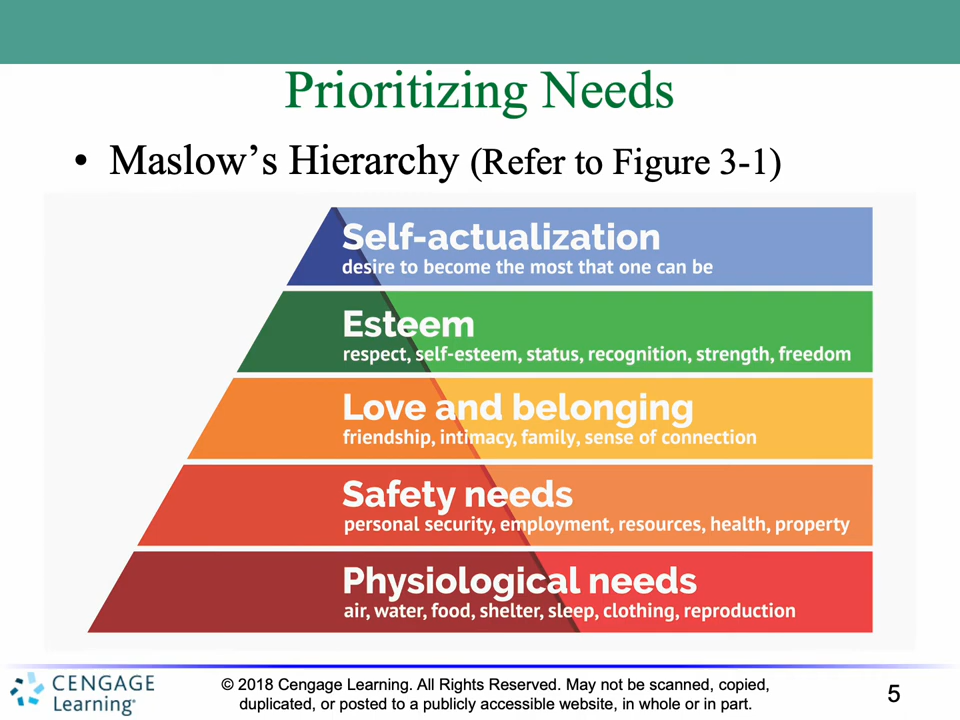 Prioritizing Needs
• Maslow’s Hierarchy (Refer to Figure 3-1)
Self-actualization
desire to become the most that one can be
Esteem
respect, self-esteem, status, recognition, strength, freedom
Love and belonging
friendship, intimacy, family, sense of connection
Safety needs
personal security, employment, resources, health, property
Physiological needs
air, water, food, shelter, sleep, clothing, reproduction
CENGAGE
Learning®
© 2018 Cengage Learning. All Rights Reserved. May not be scanned, copied,
duplicated, or posted to a publicly accessible website, in whole or in part.
5